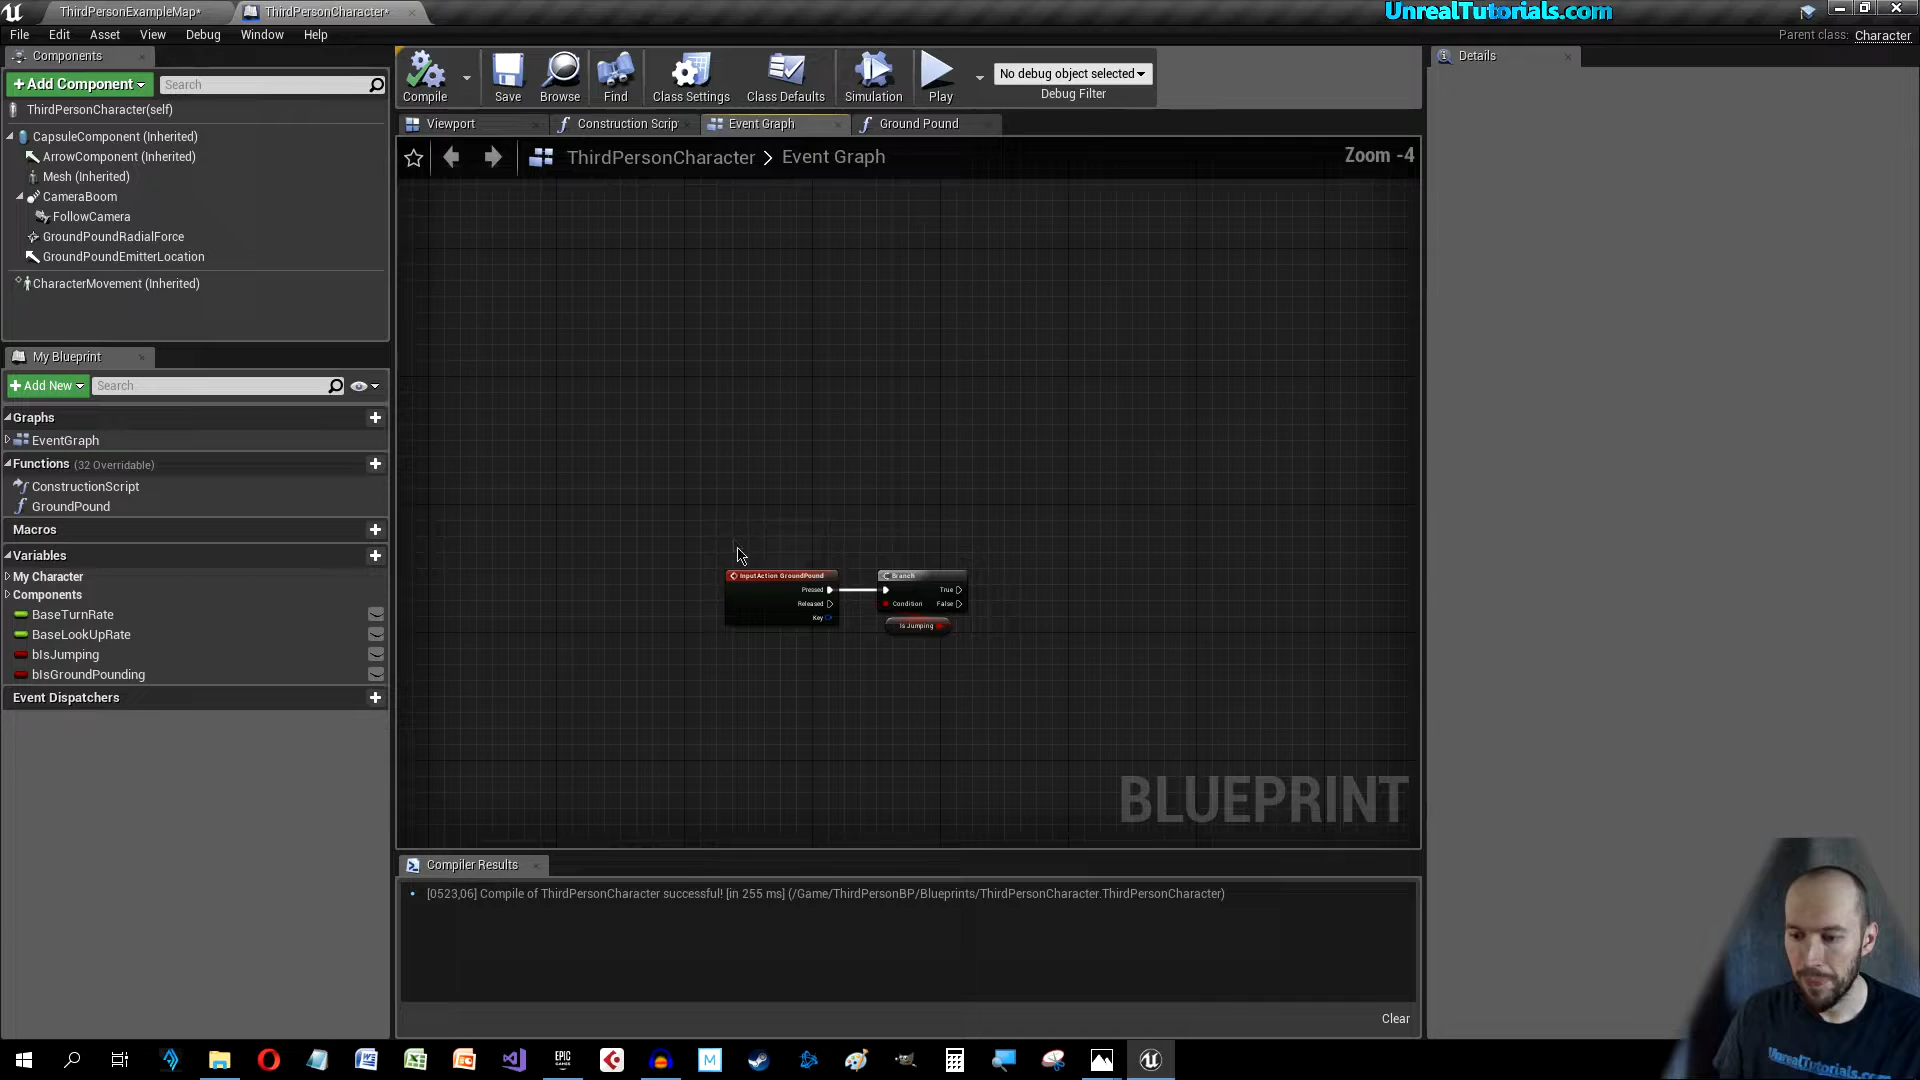 ThirdPersonExampleMap*
ThirdPersonCharacter*
UnrealTutorials.com
File Edit Asset View Debug Window Help
Parent class: Character
Components
+ Add Component
Search
ThirdPersonCharacter(self)
CapsuleComponent (Inherited)
ArrowComponent (Inherited)
Mesh (Inherited)
CameraBoom
FollowCamera
GroundPoundRadialForce
GroundPoundEmitterLocation
CharacterMovement (Inherited)
Compile Save Browse Find Class Settings Class Defaults Simulation Play
No debug object selected
Debug Filter
Viewport Construction Scrip Event Graph Ground Pound
ThirdPersonCharacter > Event Graph
Zoom -4
InputAction GroundPound
Pressed
Released
Key
Branch
True
Condition False
Is Jumping
BLUEPRINT
My Blueprint
+ Add New
Search
Graphs
EventGraph
Functions (32 Overridable)
ConstructionScript
GroundPound
Macros
Variables
My Character
Components
BaseTurnRate
BaseLookUpRate
bIsJumping
bIsGroundPounding
Event Dispatchers
Compiler Results
[0523,06] Compile of ThirdPersonCharacter successful! [in 255 ms] (/Game/ThirdPersonBP/Blueprints/ThirdPersonCharacter.ThirdPersonCharacter)
Clear
Details
UnrealTutorials.com
EPIC
GAMES
M